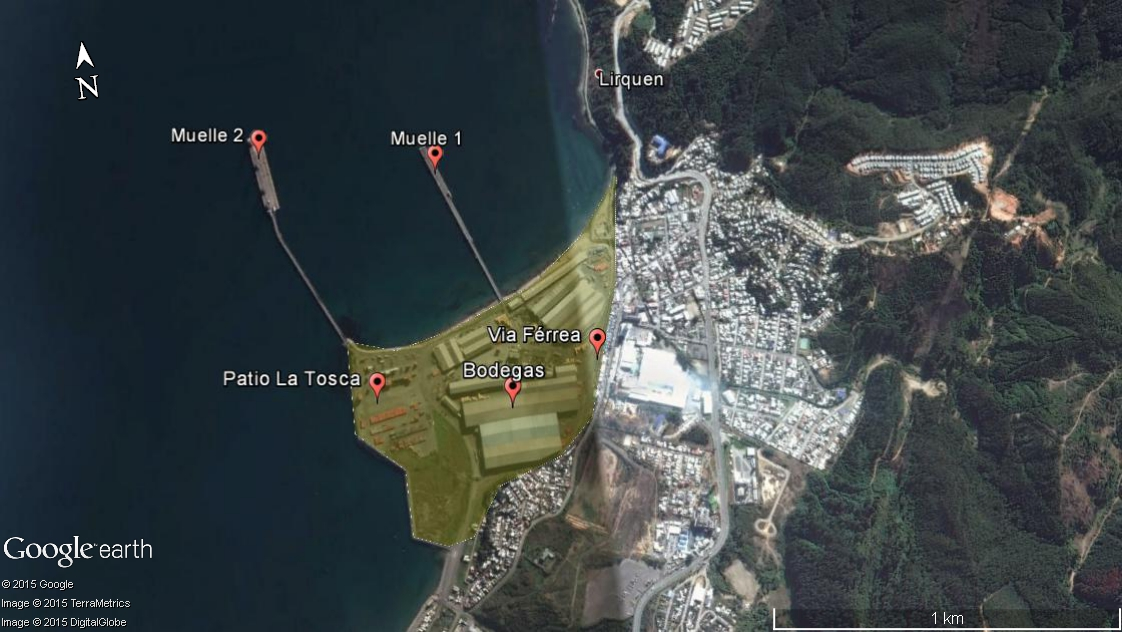 N
Lirquen
Muelle 2
Muelle 1
Via Férrea
Bodegas
Patio La Tosca
Google earth
© 2015 Google
Image © 2015 TerraMetrics
Image © 2015 DigitalGlobe
1 km